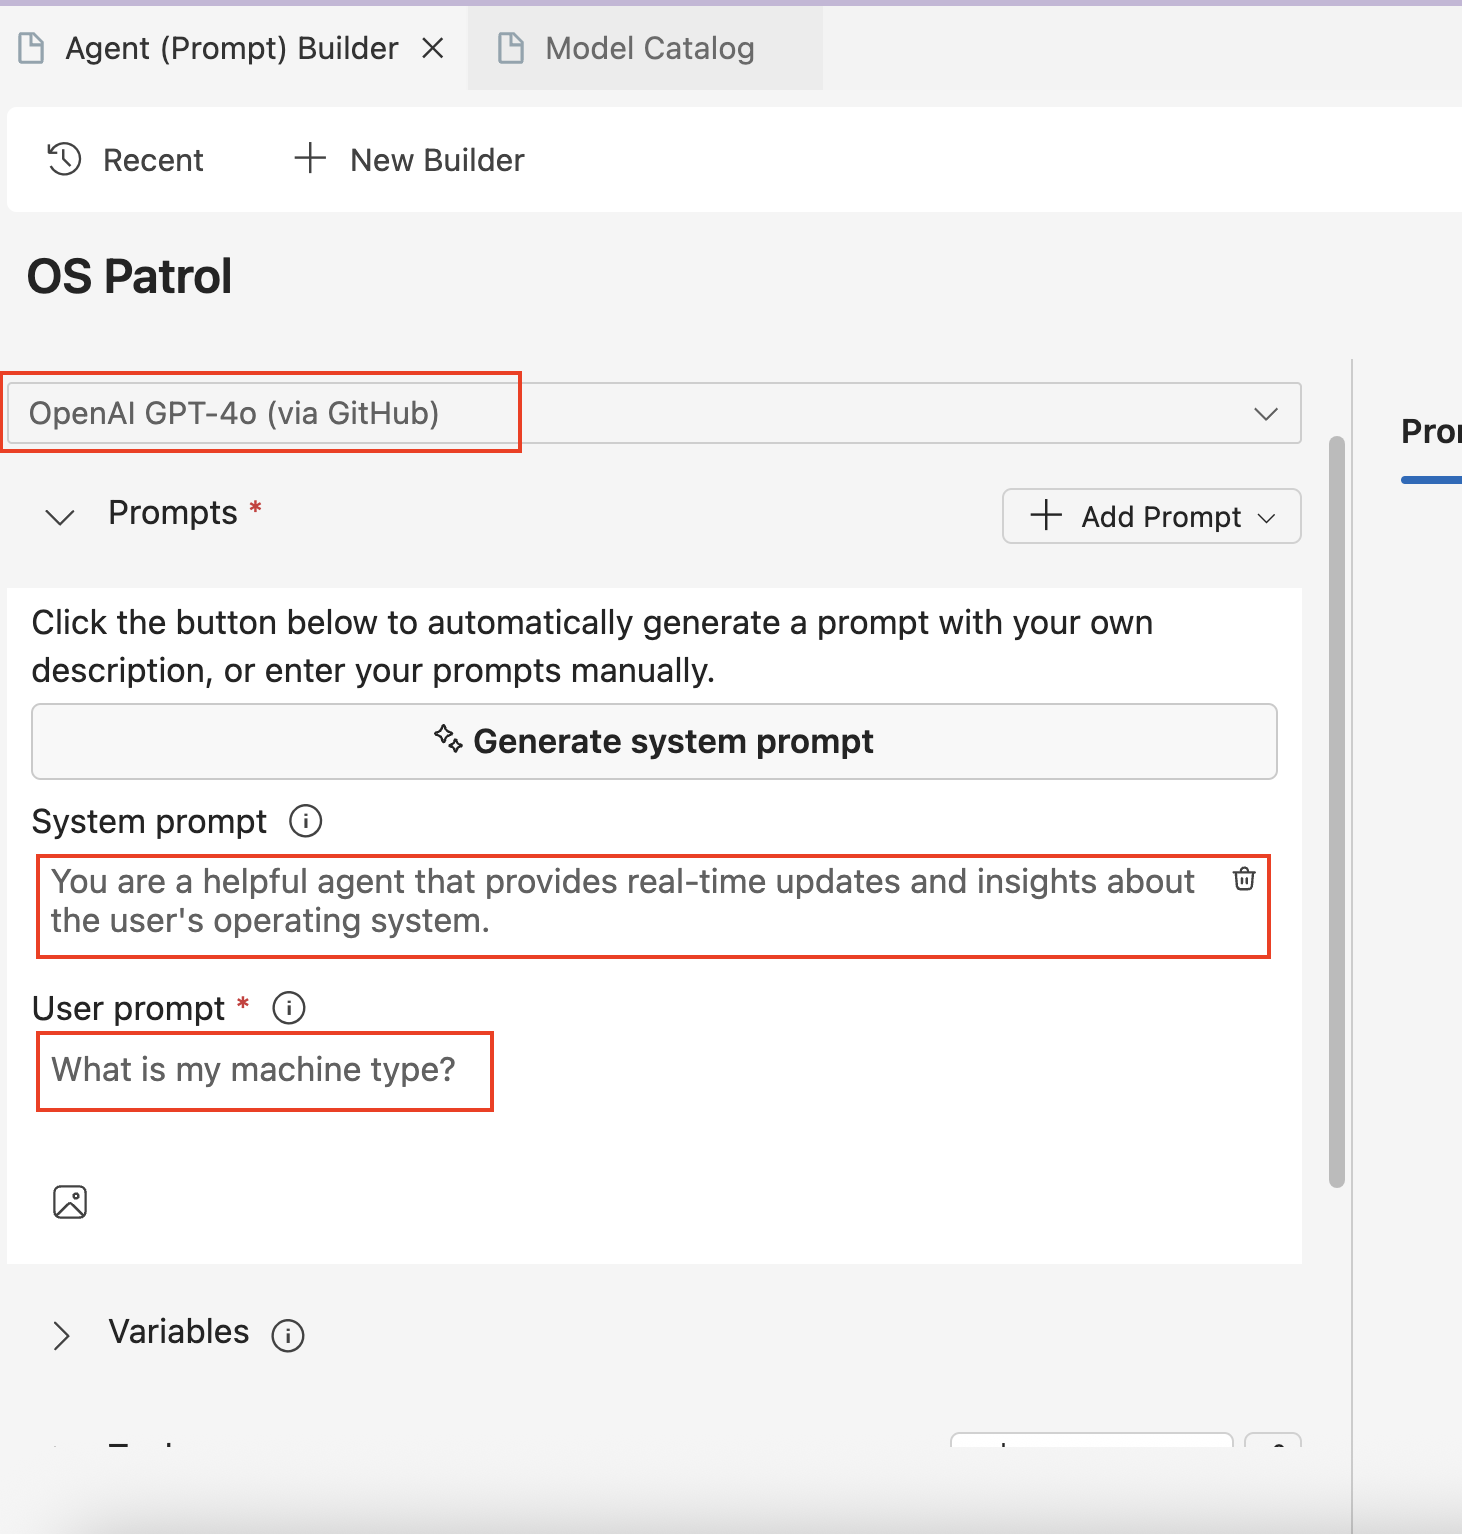 Agent (Prompt) Builder
Model Catalog
Recent
New Builder
OS Patrol
OpenAI GPT-4o (via GitHub)
Prompts *
Add Prompt
Click the button below to automatically generate a prompt with your own
description, or enter your prompts manually.
Generate system prompt
System prompt
You are a helpful agent that provides real-time updates and insights about
the user's operating system.
User prompt *
What is my machine type?
Variables